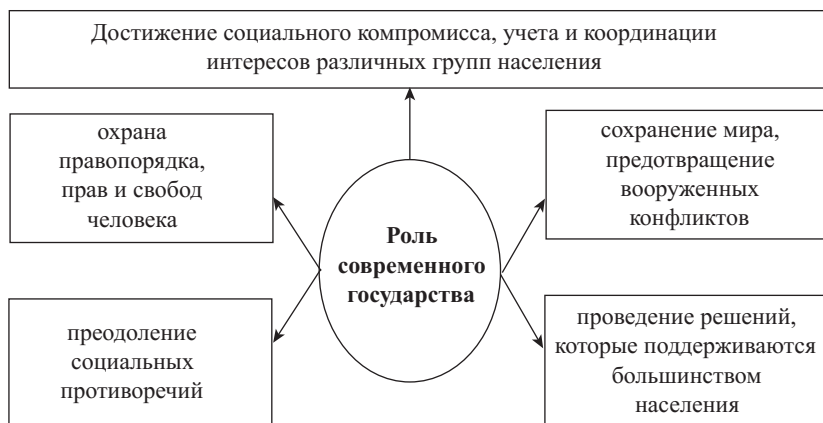 Достижение социального компромисса, учета и координации
интересов различных групп населения
охрана
правопорядка,
прав и свобод
человека
сохранение мира,
предотвращение
вооруженных
конфликтов
Роль
современного
государства
преодоление
социальных
противоречий
проведение решений,
которые поддерживаются
большинством
населения